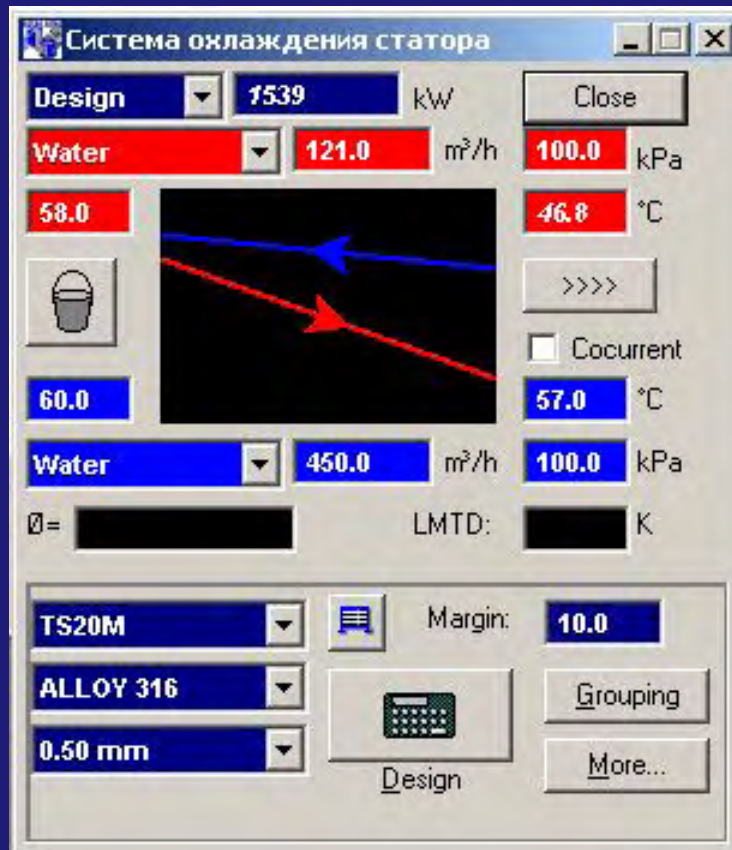 Система охлаждения статора
Design 1539 kW Close
Water 121.0 m³/h 100.0 kPa
58.0 46.8 °C
>>>>
Cocurrent
60.0 57.0 °C
Water 450.0 m³/h 100.0 kPa
Ø= LMTD: K
TS20M Margin: 10.0
ALLOY 316 Grouping
0.50 mm Design More...